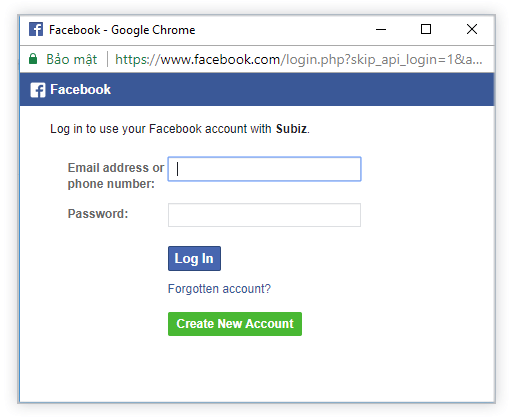 Facebook - Google Chrome
Bảo mật | https://www.facebook.com/login.php?skip_api_login=1&a...
Facebook
Log in to use your Facebook account with Subiz.
Email address or
phone number:
Password:
Log In
Forgotten account?
Create New Account